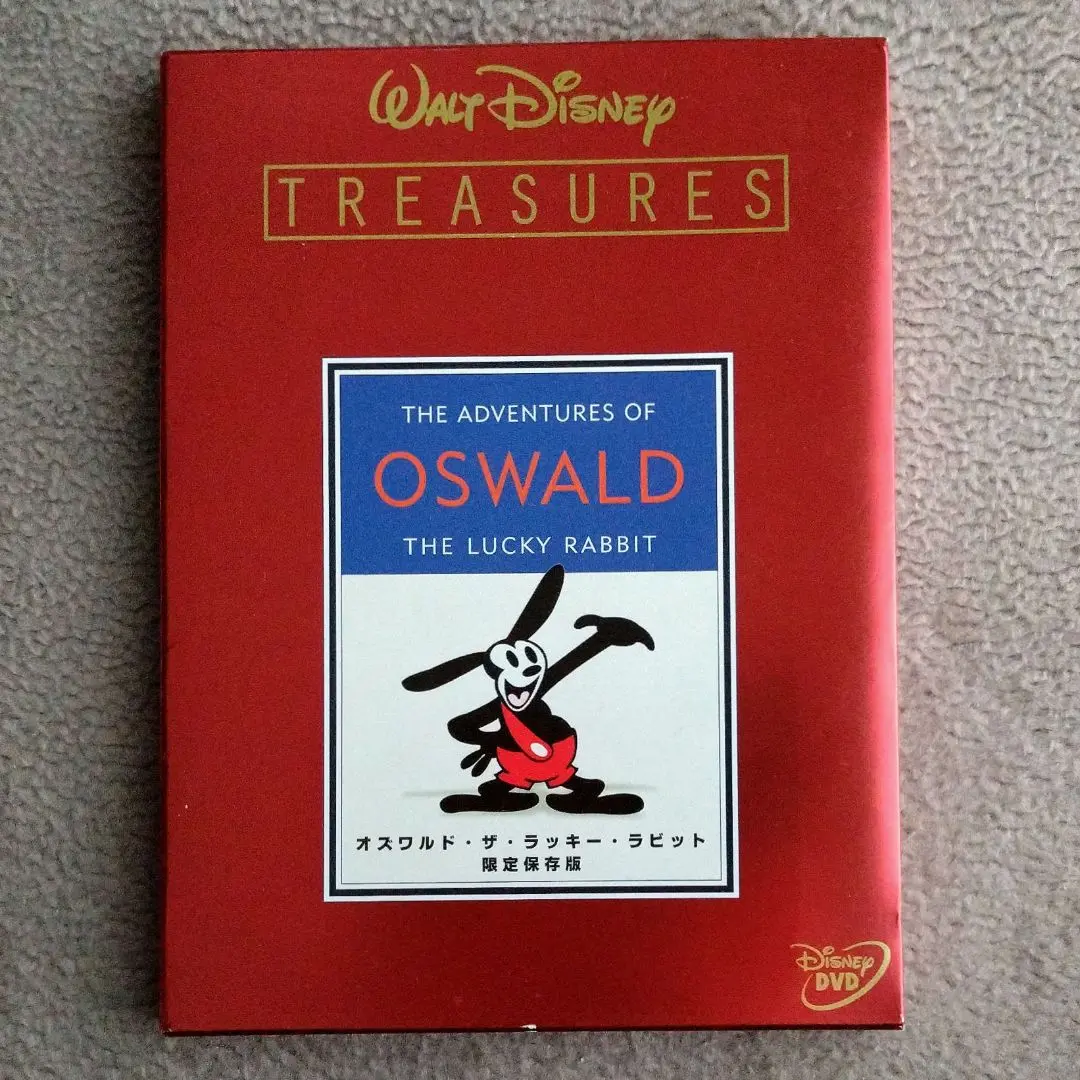 WALT DISNEY
TREASURES
THE ADVENTURES OF
OSWALD
THE LUCKY RABBIT
オズワルド・ザ・ラッキー・ラビット
限定保存版
DISNEY
DVD